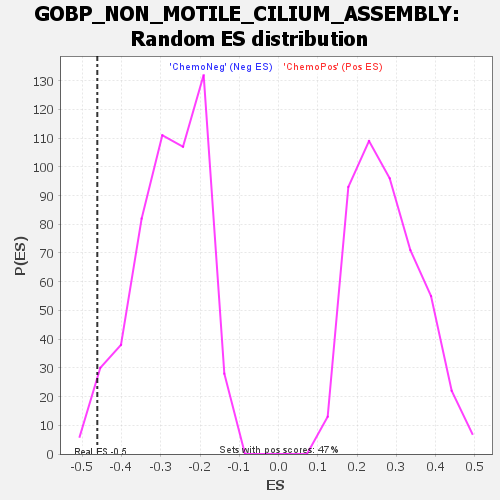 GOBP_NON_MOTILE_CILIUM_ASSEMBLY:
Random ES distribution
'ChemoNeg' (Neg ES) 'ChemoPos' (Pos ES)
130
120
110
100
90
80
70
60
50
40
30
20
10
0
P(ES)
Real ES -0.5
Sets with pos scores: 47%
-0.5 -0.4 -0.3 -0.2 -0.1 0.0 0.1 0.2 0.3 0.4 0.5
ES